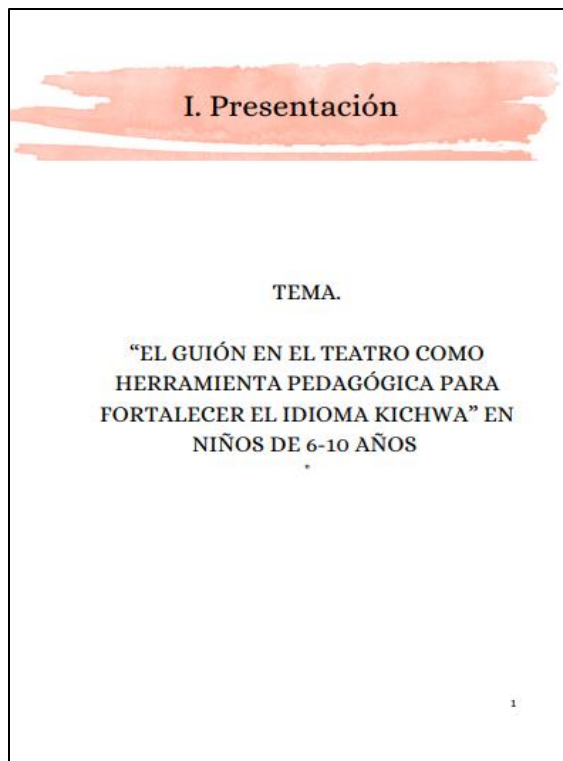 I. Presentación
TEMA.
“EL GUIÓN EN EL TEATRO COMO
HERRAMIENTA PEDAGÓGICA PARA
FORTALECER EL IDIOMA KICHWA” EN
NIÑOS DE 6-10 AÑOS
1